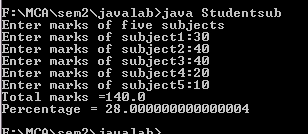 F:\MCA\sem2\javalab>java Studentsub
Enter marks of five subjects
Enter marks of subject1:30
Enter marks of subject2:40
Enter marks of subject3:40
Enter marks of subject4:20
Enter marks of subject5:10
Total marks =140.0
Percentage = 28.000000000000004
F:\MCA\sem2\javalab>